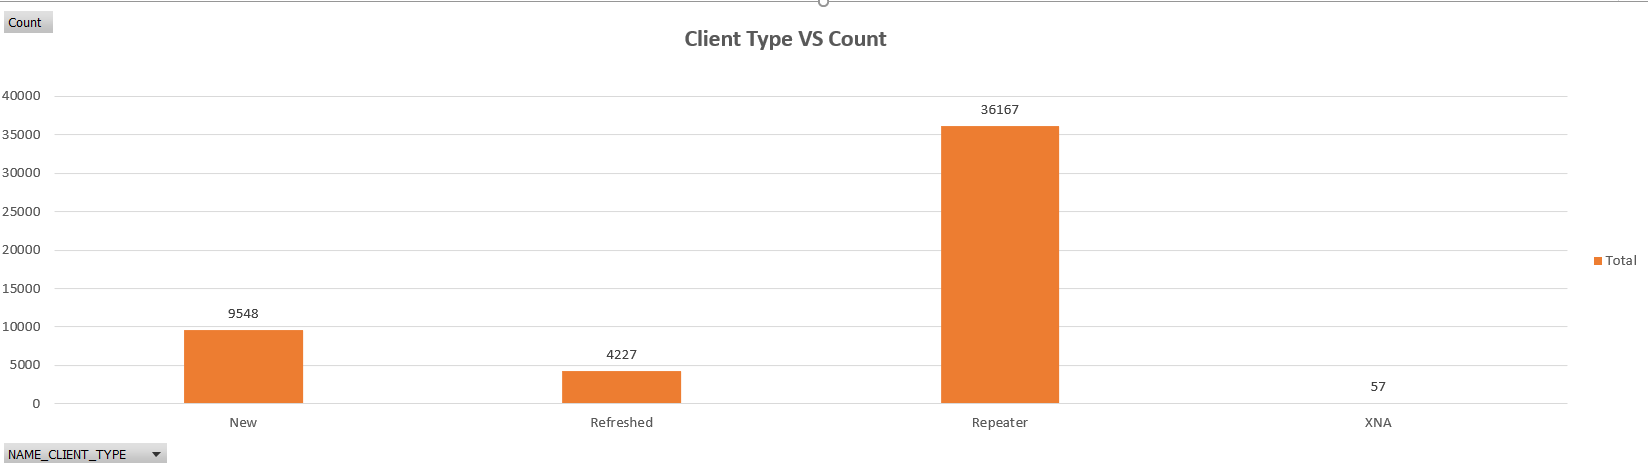 Count
Client Type VS Count
40000
35000
30000
25000
20000
15000
10000
5000
0
9548
4227
36167
57
New
Refreshed
Repeater
XNA
Total
NAME_CLIENT_TYPE